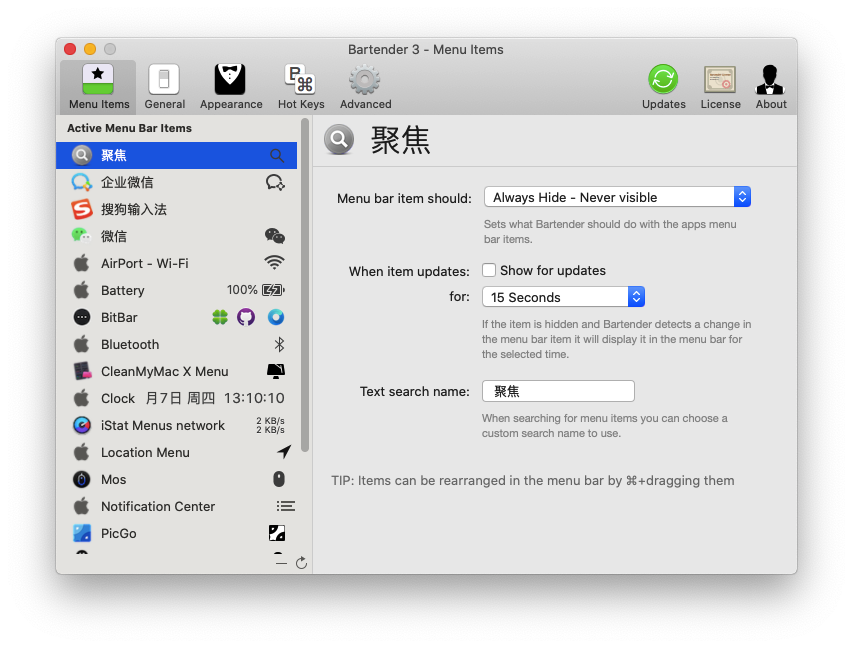 Bartender 3 - Menu Items
Menu Items General Appearance Hot Keys Advanced Updates License About
Active Menu Bar Items
聚焦
企业微信
搜狗输入法
微信
AirPort - Wi-Fi
Battery 100%
BitBar
Bluetooth
CleanMyMac X Menu
Clock 月7日 周四 13:10:10
iStat Menus network 2 KB/s
2 KB/s
Location Menu
Mos
Notification Center
PicGo
聚焦
Menu bar item should: Always Hide - Never visible
Sets what Bartender should do with the apps menu
bar items.
When item updates: Show for updates
for: 15 Seconds
If the item is hidden and Bartender detects a change in
the menu bar item it will display it in the menu bar for
the selected time.
Text search name: 聚焦
When searching for menu items you can choose a
custom search name to use.
TIP: Items can be rearranged in the menu bar by ⌘+dragging them